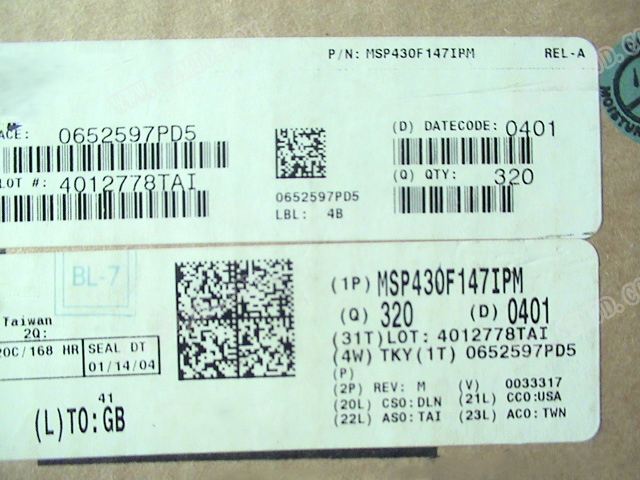 P/N: MSP430F147IPM REL-A
ACE: 0652597PD5
(D) DATECODE: 0401
LOT #: 4012778TAI
(Q) QTY: 320
0652597PD5
LBL: 4B
BL-7
(1P) MSP430F147IPM
(Q) 320 (D) 0401
(31T)LOT: 4012778TAI
(4W) TKY(1T) 0652597PD5
(P)
(2P) REV: M (V) 0033317
(20L) CSO:DLN (21L) CCO:USA
(22L) ASO:TAI (23L) ACO:TWN
Taiwan
2Q:
20C/168 HR SEAL DT
01/14/04
41
(L)TO:GB